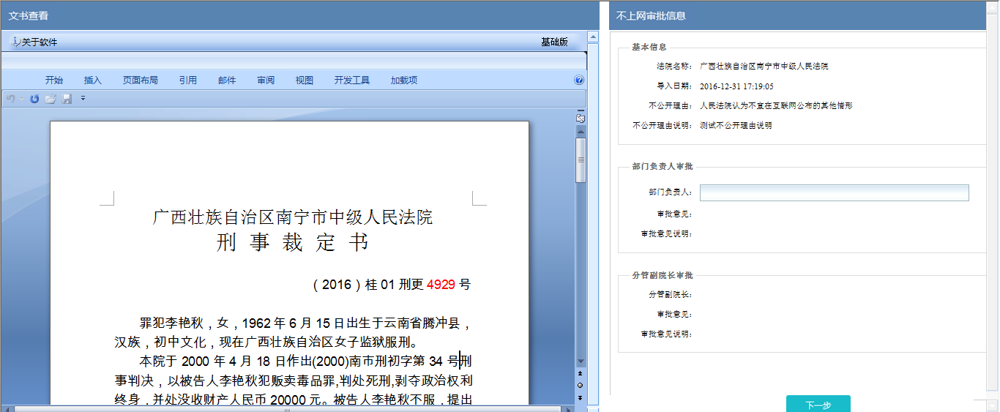 文书查看
关于软件 基础版
开始 插入 页面布局 引用 邮件 审阅 视图 开发工具 加载项
广西壮族自治区南宁市中级人民法院
刑 事 裁 定 书
（2016）桂 01 刑更 4929 号
罪犯李艳秋，女，1962 年 6 月 15 日出生于云南省腾冲县，
汉族，初中文化，现在广西壮族自治区女子监狱服刑。
本院于 2000 年 4 月 18 日作出(2000)南市刑初字第 34 号刑
事判决，以被告人李艳秋犯贩卖毒品罪,判处死刑,剥夺政治权利
终身，并处没收财产人民币 20000 元。被告人李艳秋不服，提出
不上网审批信息
基本信息
法院名称： 广西壮族自治区南宁市中级人民法院
导入日期： 2016-12-31 17:19:05
不公开理由： 人民法院认为不宜在互联网公布的其他情形
不公开理由说明： 测试不公开理由说明
部门负责人审批
部门负责人：
审批意见：
审批意见说明：
分管副院长审批
分管副院长：
审批意见：
审批意见说明：
下一步